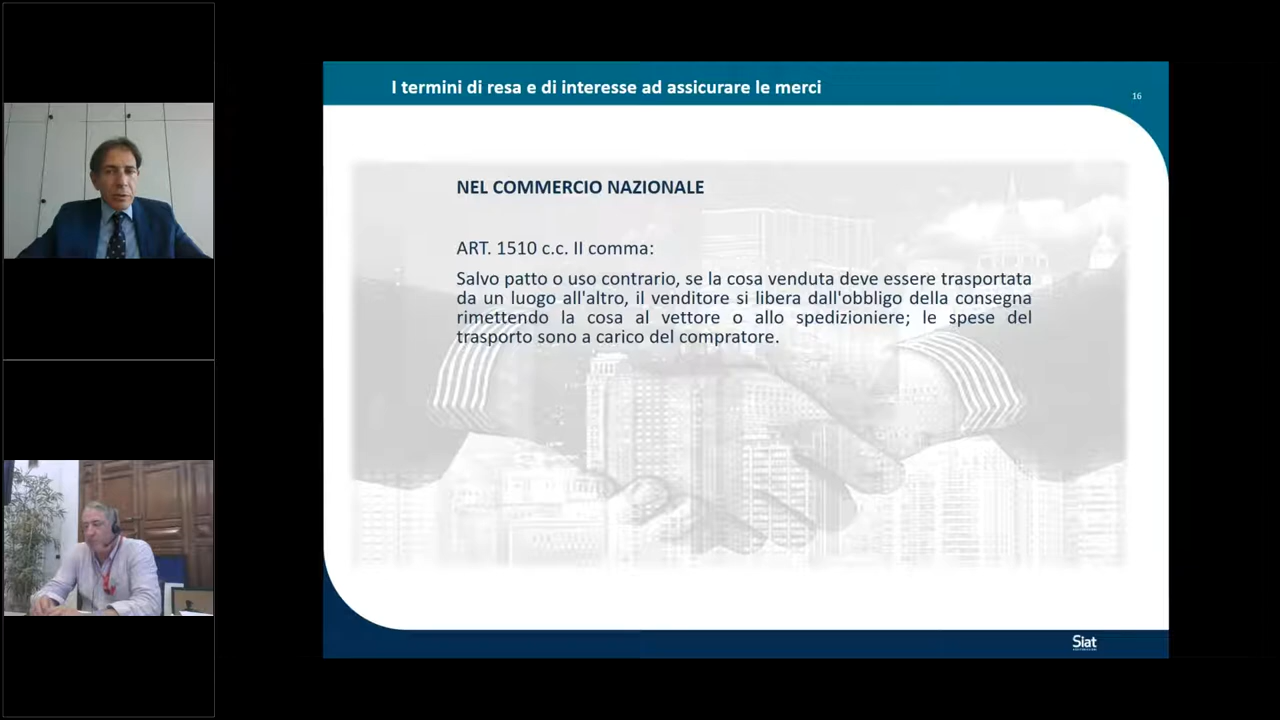 I termini di resa e di interesse ad assicurare le merci
16
NEL COMMERCIO NAZIONALE
ART. 1510 c.c. II comma:
Salvo patto o uso contrario, se la cosa venduta deve essere trasportata
da un luogo all'altro, il venditore si libera dall'obbligo della consegna
rimettendo la cosa al vettore o allo spedizioniere; le spese del
trasporto sono a carico del compratore.
Siat